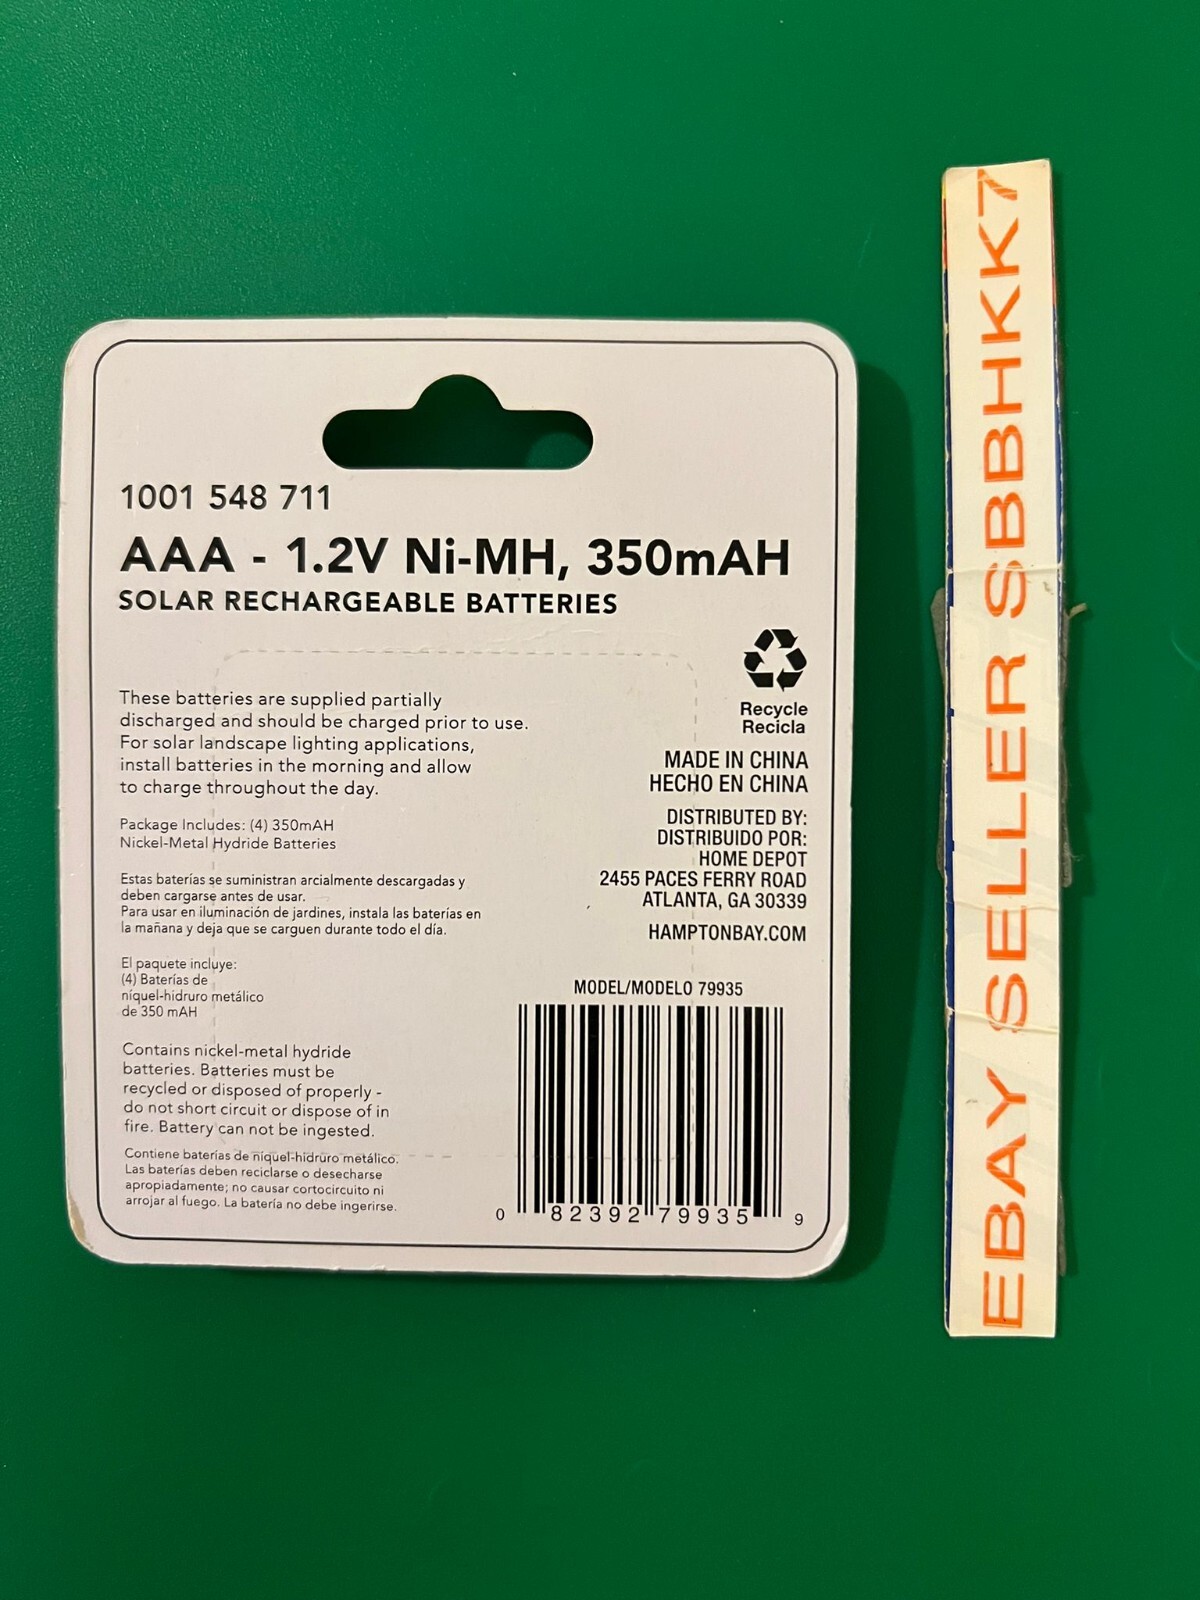 1001 548 711
AAA - 1.2V Ni-MH, 350mAH
SOLAR RECHARGEABLE BATTERIES
These batteries are supplied partially
discharged and should be charged prior to use.
For solar landscape lighting applications,
install batteries in the morning and allow
to charge throughout the day.
Package Includes: (4) 350mAH
Nickel-Metal Hydride Batteries
Estas baterías se suministran arcialmente descargadas y
deben cargarse antes de usar.
Para usar en iluminación de jardines, instala las baterías en
la mañana y deja que se carguen durante todo el día.
El paquete incluye:
(4) Baterías de
níquel-hidruro metálico
de 350 mAH
Contains nickel-metal hydride
batteries. Batteries must be
recycled or disposed of properly -
do not short circuit or dispose of in
fire. Battery can not be ingested.
Contiene baterías de níquel-hidruro metálico.
Las baterías deben reciclarse o desecharse
apropiadamente; no causar cortocircuito ni
arrojar al fuego. La batería no debe ingerirse.
Recycle
Recicla
MADE IN CHINA
HECHO EN CHINA
DISTRIBUTED BY:
DISTRIBUIDO POR:
HOME DEPOT
2455 PACES FERRY ROAD
ATLANTA, GA 30339
HAMPTONBAY.COM
MODEL/MODELO 79935
0 82392 79935 9
EBAY SELLER SBBHKK7